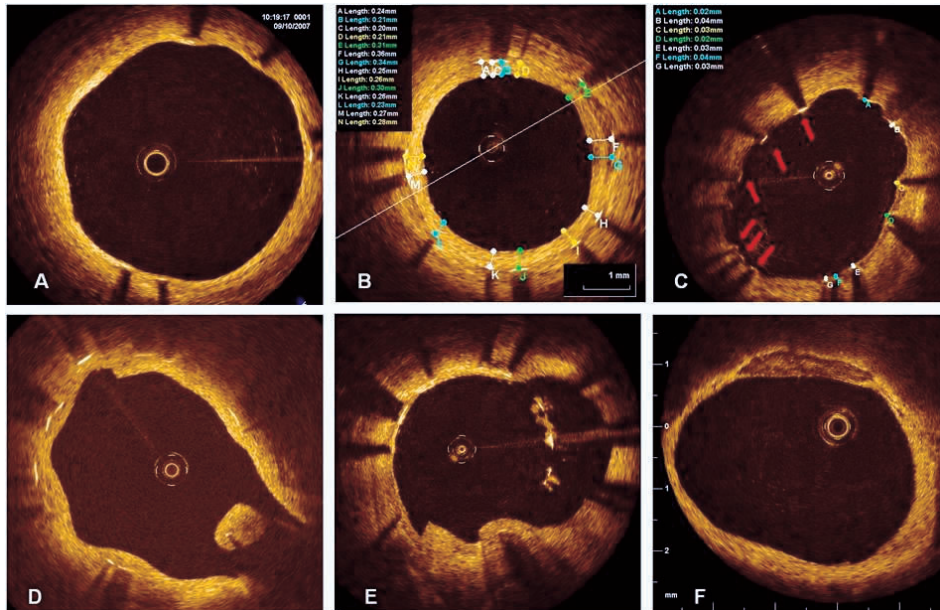 10:19:17 0001
09/10/2007
A
A Length: 0.24mm
B Length: 0.21mm
C Length: 0.20mm
D Length: 0.21mm
E Length: 0.31mm
F Length: 0.36mm
G Length: 0.34mm
H Length: 0.25mm
I Length: 0.26mm
J Length: 0.30mm
K Length: 0.26mm
L Length: 0.23mm
M Length: 0.27mm
N Length: 0.28mm
F
G
M
H
I
K
J
1 mm
B
A Length: 0.02mm
B Length: 0.04mm
C Length: 0.03mm
D Length: 0.02mm
E Length: 0.03mm
F Length: 0.04mm
G Length: 0.03mm
A
B
C
D
E
G
F
C
D
E
1
0
1
2
mm
F